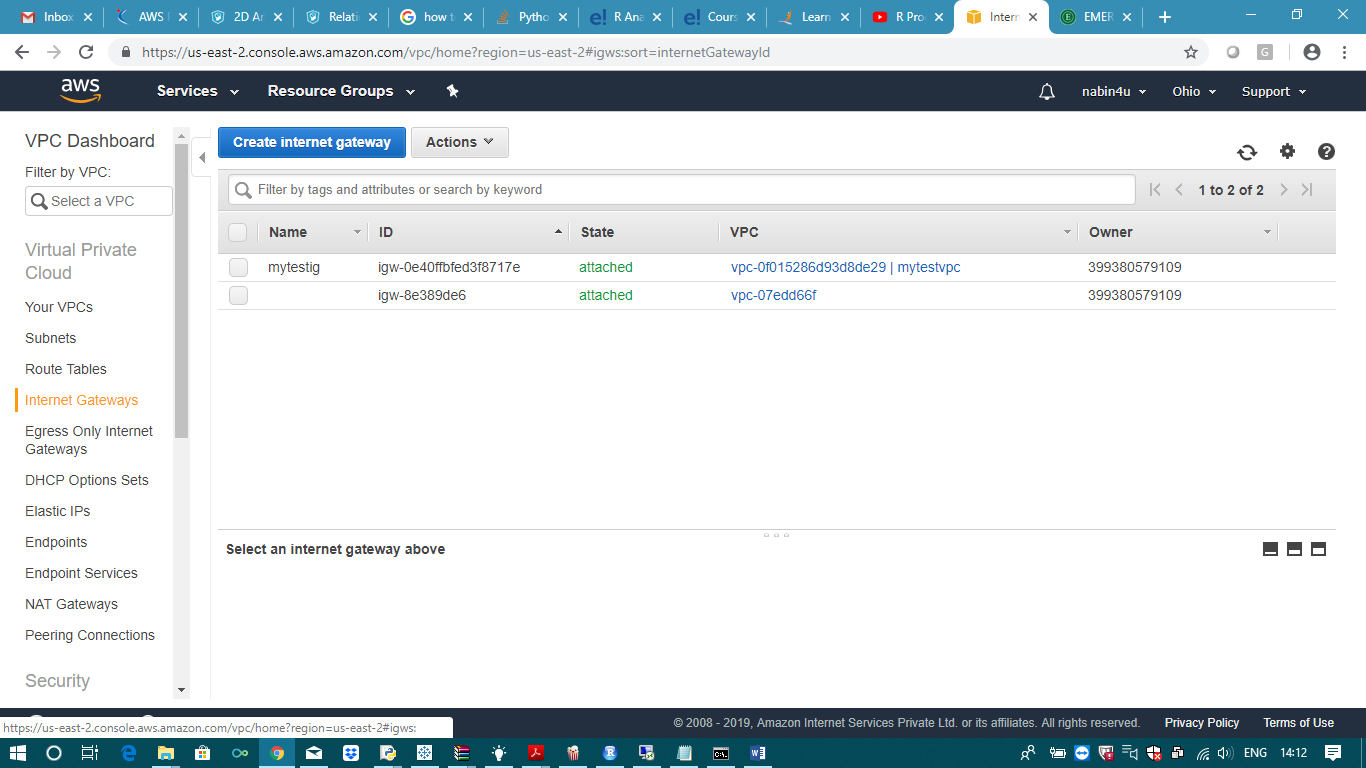 Inbox
AWS
2D Ar
Relati
how t
Pytho
R Ana
Cours
Learn
R Pro
Intern
EMER
https://us-east-2.console.aws.amazon.com/vpc/home?region=us-east-2#igws:sort=internetGatewayId
G
aws
Services
Resource Groups
nabin4u
Ohio
Support
VPC Dashboard
Filter by VPC:
Select a VPC
Virtual Private
Cloud
Your VPCs
Subnets
Route Tables
Internet Gateways
Egress Only Internet
Gateways
DHCP Options Sets
Elastic IPs
Endpoints
Endpoint Services
NAT Gateways
Peering Connections
Security
Create internet gateway
Actions
Filter by tags and attributes or search by keyword
1 to 2 of 2
Name ID State VPC Owner
mytestig igw-0e40ffbfed3f8717e attached vpc-0f015286d93d8de29 | mytestvpc 399380579109
igw-8e389de6 attached vpc-07edd66f 399380579109
Select an internet gateway above
https://us-east-2.console.aws.amazon.com/vpc/home?region=us-east-2#igws:
© 2008 - 2019, Amazon Internet Services Private Ltd. or its affiliates. All rights reserved.
Privacy Policy
Terms of Use
ENG
14:12